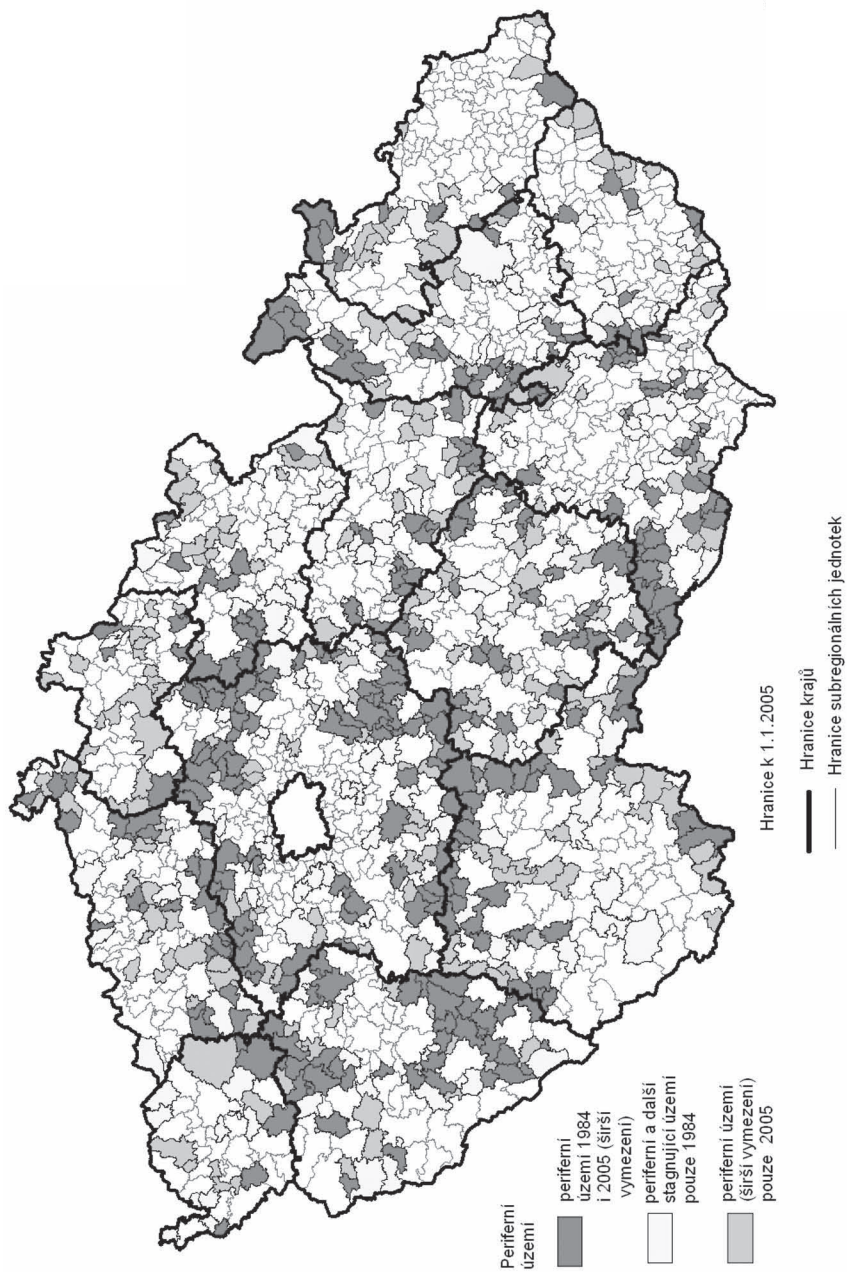 Periferní
území
periferní
území 1984
i 2005 (širší
vymezení)
periferní a další
stagnující území
pouze 1984
periferní území
(širší vymezení)
pouze 2005
Hranice k 1.1.2005
Hranice krajů
Hranice subregionálních jednotek